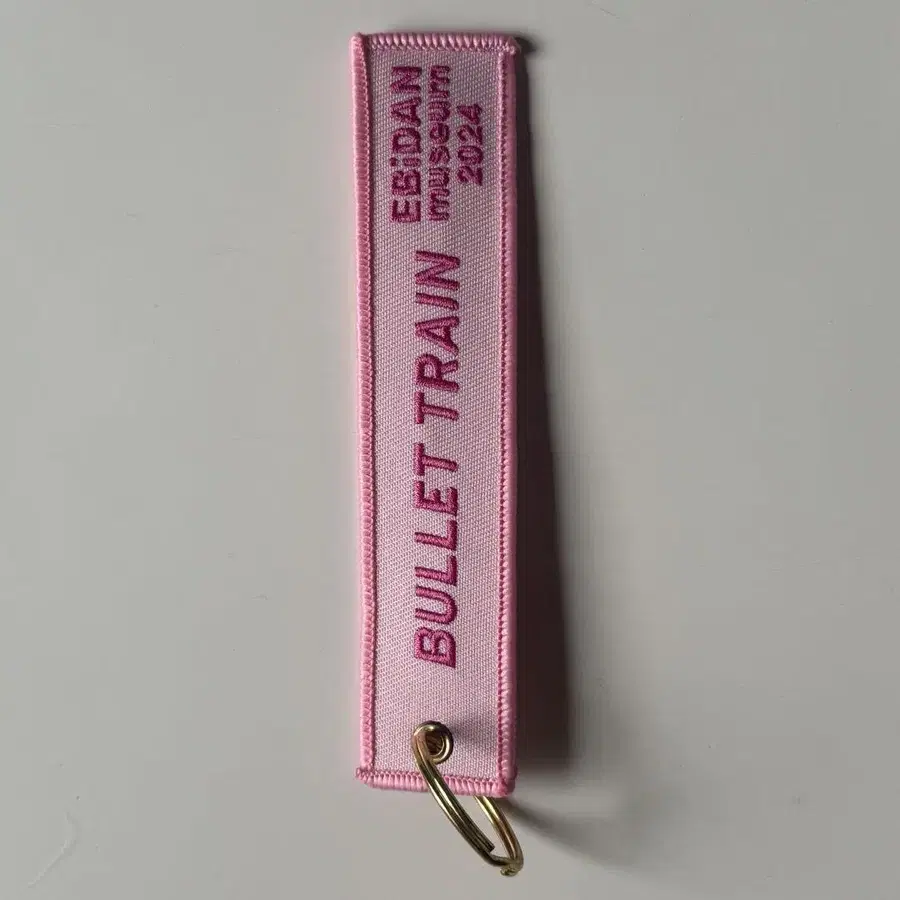 BULLET TRAIN
EBiDAN
museum
2024